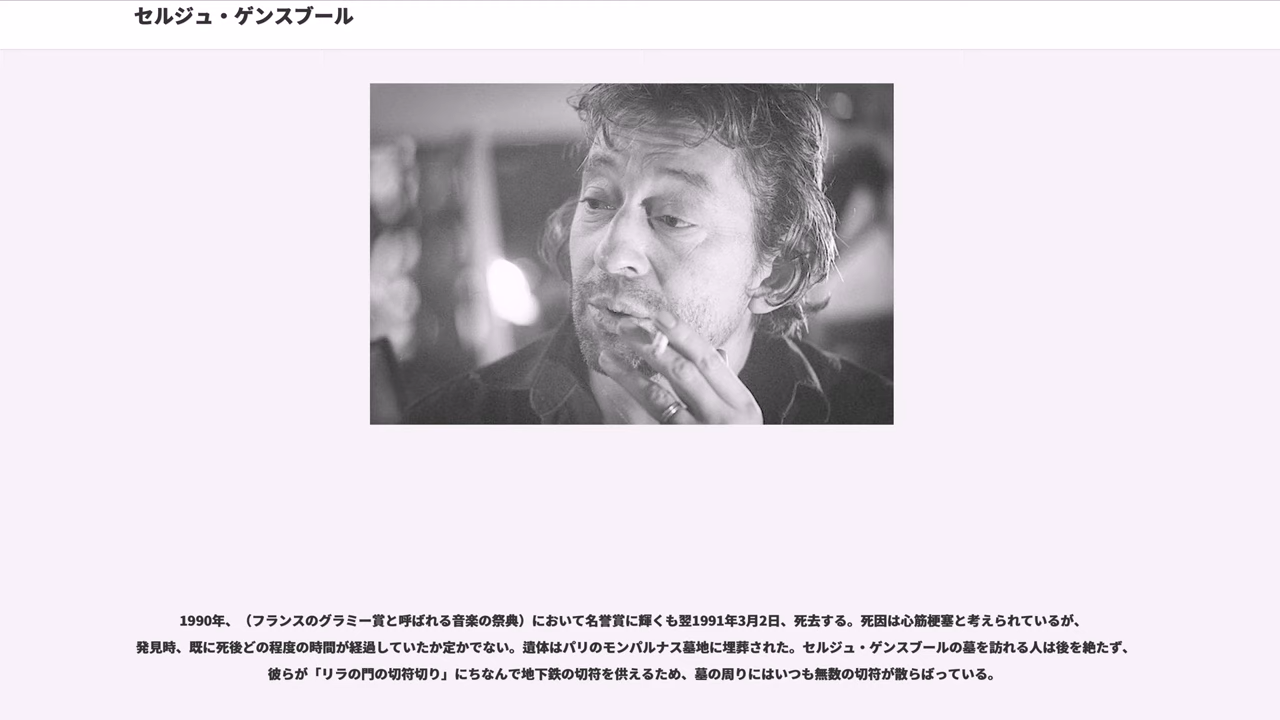 セルジュ・ゲンスブール
1990年、（フランスのグラミー賞と呼ばれる音楽の祭典）において名誉賞に輝くも翌1991年3月2日、死去する。死因は心筋梗塞と考えられているが、
発見時、既に死後どの程度の時間が経過していたか定かでない。遺体はパリのモンパルナス墓地に埋葬された。セルジュ・ゲンスブールの墓を訪れる人は後を絶たず、
彼らが「リラの門の切符切り」にちなんで地下鉄の切符を供えるため、墓の周りにはいつも無数の切符が散らばっている。